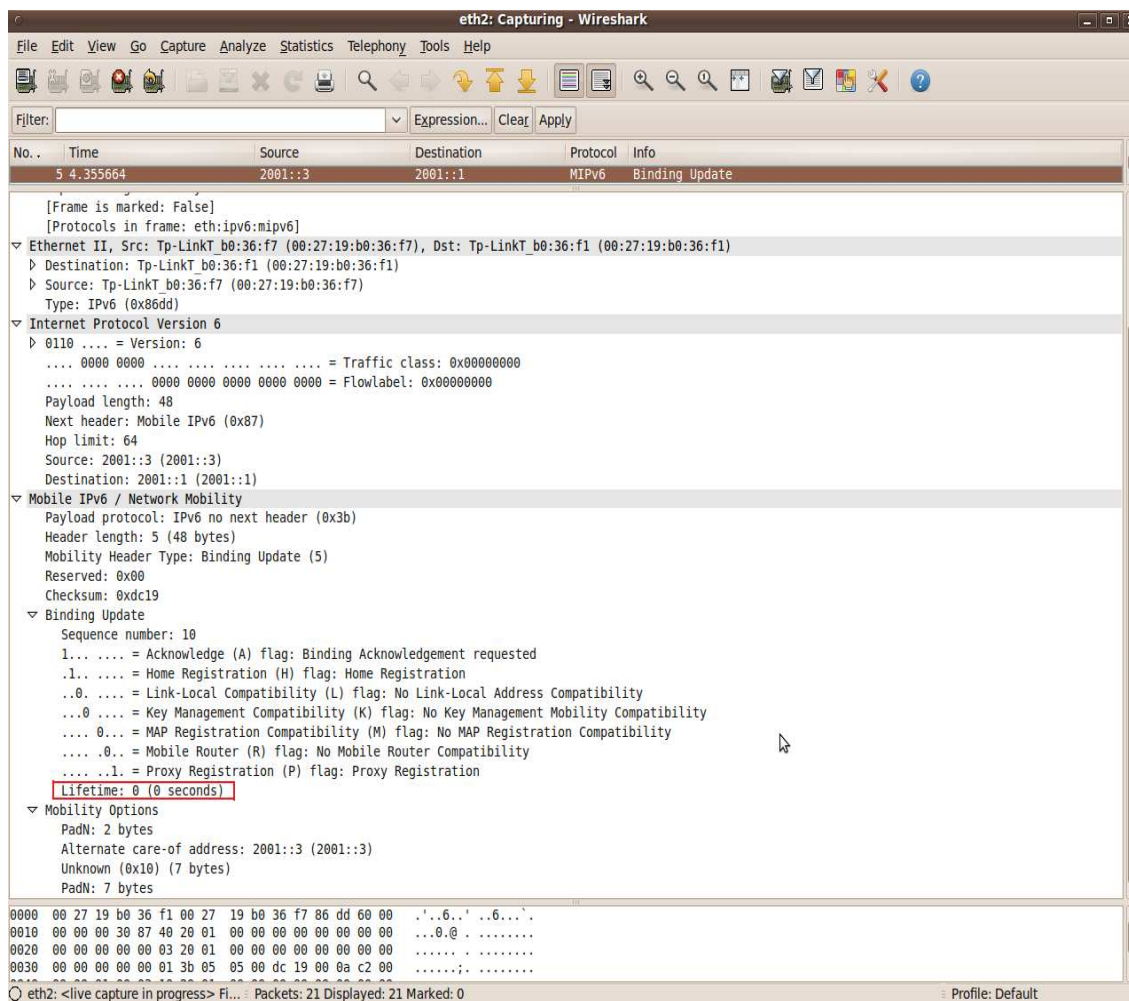 eth2: Capturing - Wireshark
File Edit View Go Capture Analyze Statistics Telephony Tools Help
Filter: Expression... Clear Apply
No. . Time Source Destination Protocol Info
5 4.355664 2001::3 2001::1 MIPv6 Binding Update
[Frame is marked: False]
[Protocols in frame: eth:ipv6:mipv6]
Ethernet II, Src: Tp-LinkT_b0:36:f7 (00:27:19:b0:36:f7), Dst: Tp-LinkT_b0:36:f1 (00:27:19:b0:36:f1)
Destination: Tp-LinkT_b0:36:f1 (00:27:19:b0:36:f1)
Source: Tp-LinkT_b0:36:f7 (00:27:19:b0:36:f7)
Type: IPv6 (0x86dd)
Internet Protocol Version 6
0110 .... = Version: 6
.... 0000 0000 .... .... .... .... .... = Traffic class: 0x00000000
.... .... .... 0000 0000 0000 0000 0000 = Flowlabel: 0x00000000
Payload length: 48
Next header: Mobile IPv6 (0x87)
Hop limit: 64
Source: 2001::3 (2001::3)
Destination: 2001::1 (2001::1)
Mobile IPv6 / Network Mobility
Payload protocol: IPv6 no next header (0x3b)
Header length: 5 (48 bytes)
Mobility Header Type: Binding Update (5)
Reserved: 0x00
Checksum: 0xdc19
Binding Update
Sequence number: 10
1... .... = Acknowledge (A) flag: Binding Acknowledgement requested
.1.. .... = Home Registration (H) flag: Home Registration
..0. .... = Link-Local Compatibility (L) flag: No Link-Local Address Compatibility
...0 .... = Key Management Compatibility (K) flag: No Key Management Mobility Compatibility
.... 0... = MAP Registration Compatibility (M) flag: No MAP Registration Compatibility
.... .0.. = Mobile Router (R) flag: No Mobile Router Compatibility
.... ..1. = Proxy Registration (P) flag: Proxy Registration
Lifetime: 0 (0 seconds)
Mobility Options
PadN: 2 bytes
Alternate care-of address: 2001::3 (2001::3)
Unknown (0x10) (7 bytes)
PadN: 7 bytes
0000 00 27 19 b0 36 f1 00 27 19 b0 36 f7 86 dd 60 00 .'..6..' ..6...`.
0010 00 00 00 30 87 40 20 01 00 00 00 00 00 00 00 00 ...0.@ . ........
0020 00 00 00 00 00 03 20 01 00 00 00 00 00 00 00 00 ...... . ........
0030 00 00 00 00 00 01 3b 05 05 00 dc 19 00 0a c2 00 ......;. ........
eth2: <live capture in progress> Fi... Packets: 21 Displayed: 21 Marked: 0 Profile: Default